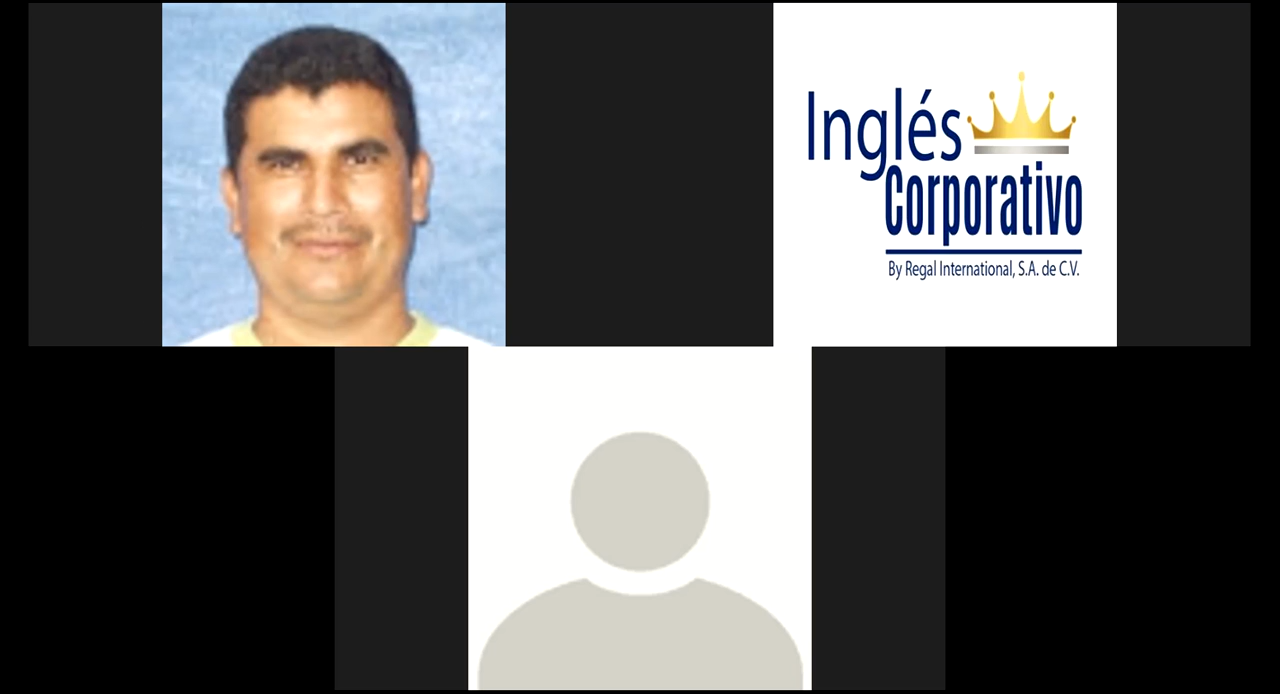 Inglés
Corporativo
By Regal International, S.A. de C.V.